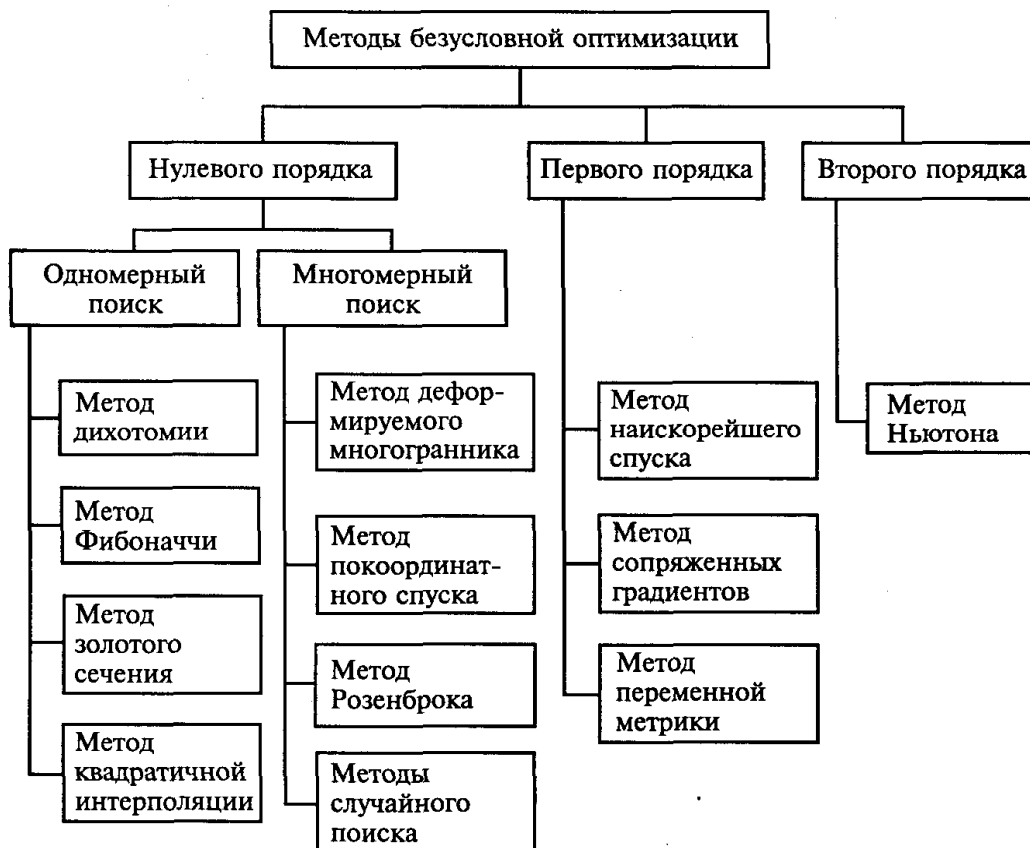 Методы безусловной оптимизации
Нулевого порядка
Первого порядка
Второго порядка
Одномерный
поиск
Многомерный
поиск
Метод
дихотомии
Метод
Фибоначчи
Метод
золотого
сечения
Метод
квадратичной
интерполяции
Метод дефор-
мируемого
многогранника
Метод
покоординат-
ного спуска
Метод
Розенброка
Методы
случайного
поиска
Метод
наискорейшего
спуска
Метод
сопряженных
градиентов
Метод
переменной
метрики
Метод
Ньютона